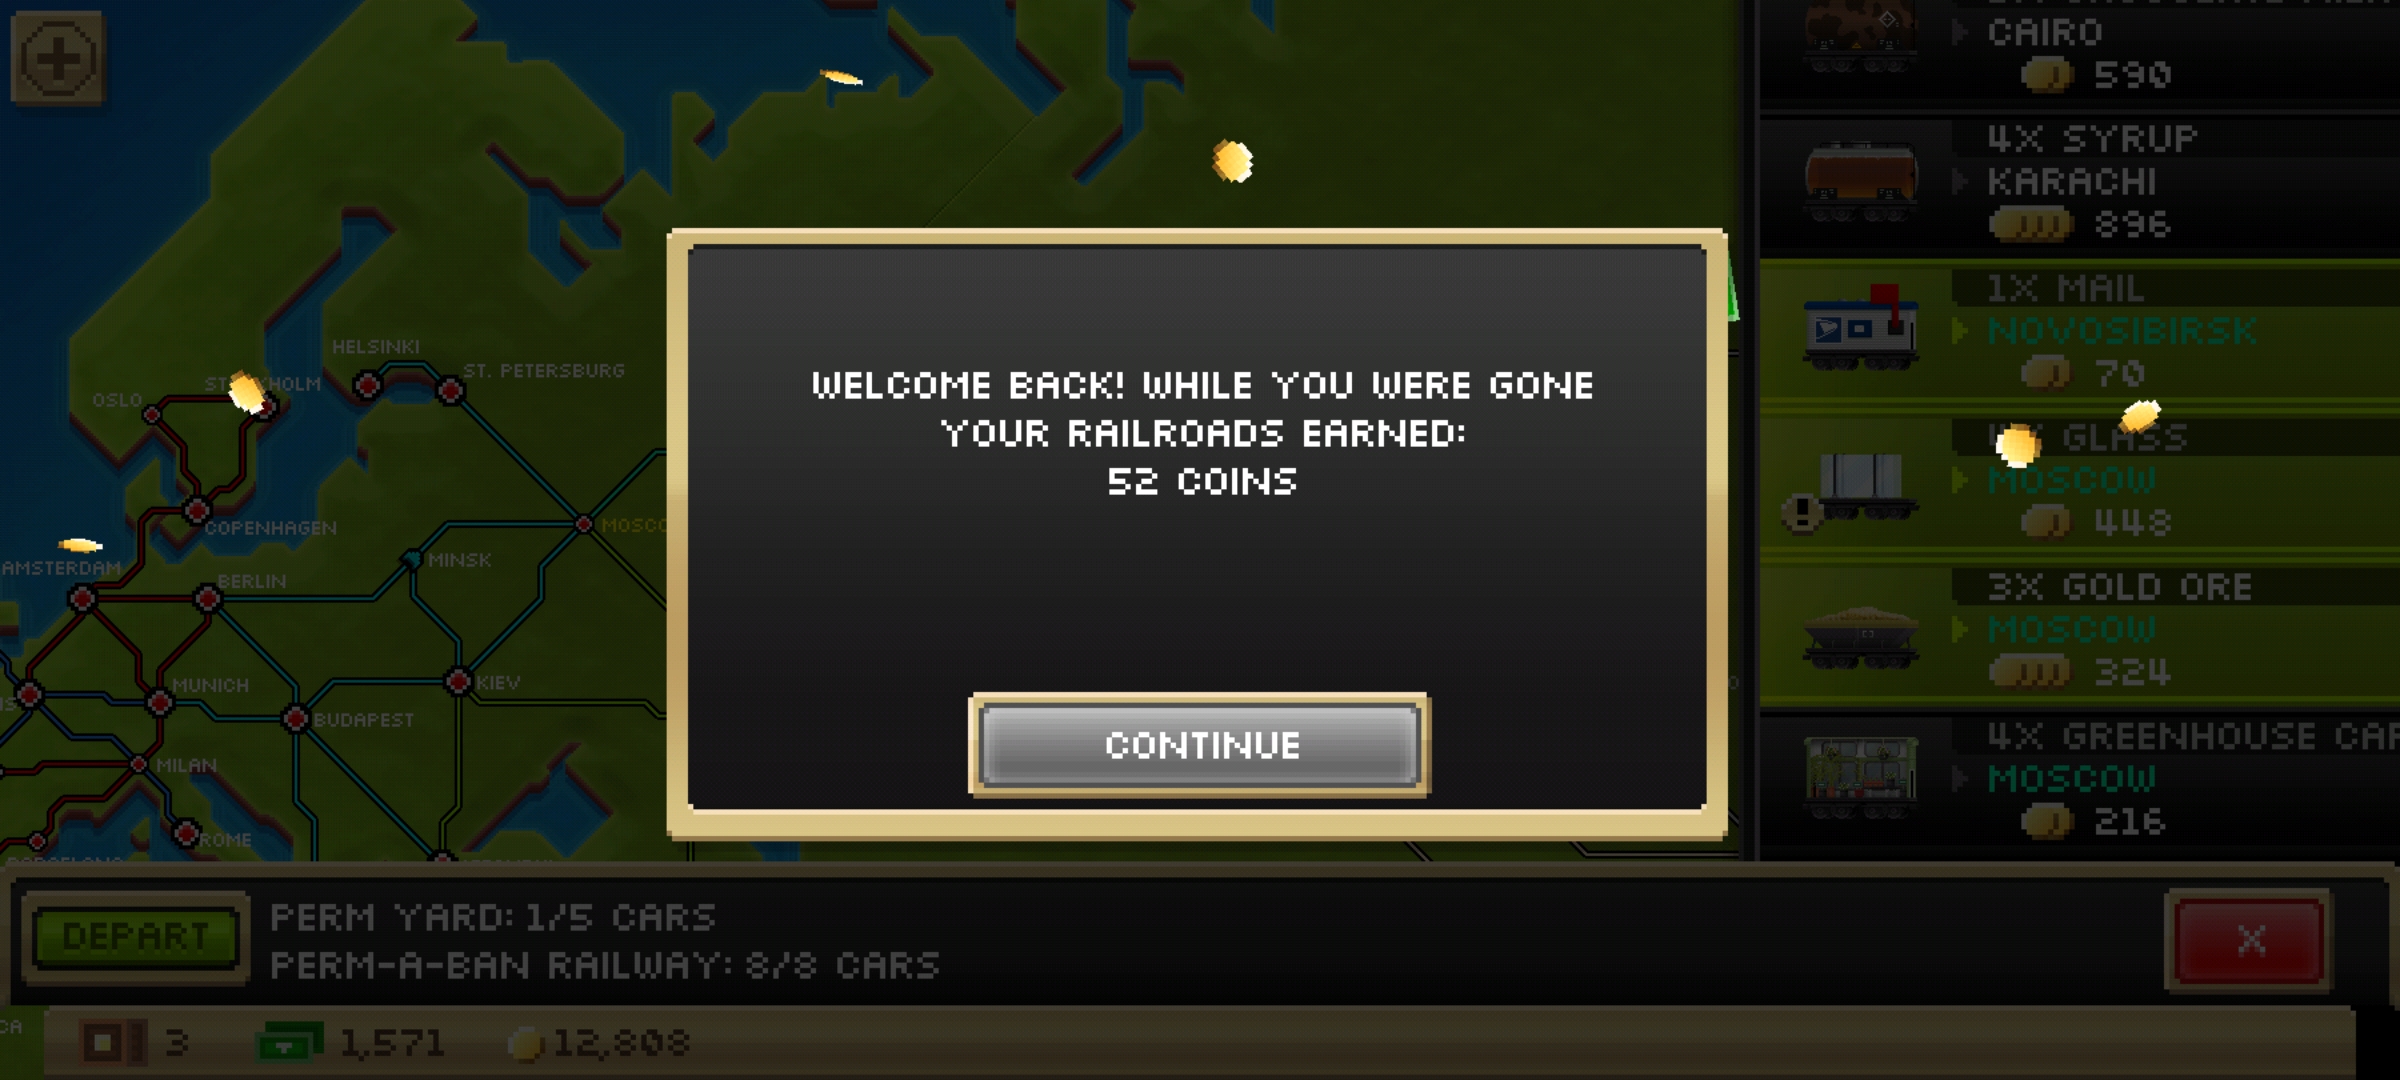 CAIRO
590
4X SYRUP
KARACHI
896
1X MAIL
NOVOSIBIRSK
70
GLASS
MOSCOW
448
3X GOLD ORE
MOSCOW
324
4X GREENHOUSE
MOSCOW
216
HELSINKI
ST. PETERSBURG
OSLO
COPENHAGEN
MINSK
AMSTERDAM
BERLIN
MUNICH
KIEV
BUDAPEST
MILAN
ROME
WELCOME BACK! WHILE YOU WERE GONE
YOUR RAILROADS EARNED:
52 COINS
CONTINUE
DEPART
PERM YARD: 1/5 CARS
PERM-A-BAN RAILWAY: 8/8 CARS
X
3
1,571
12,808